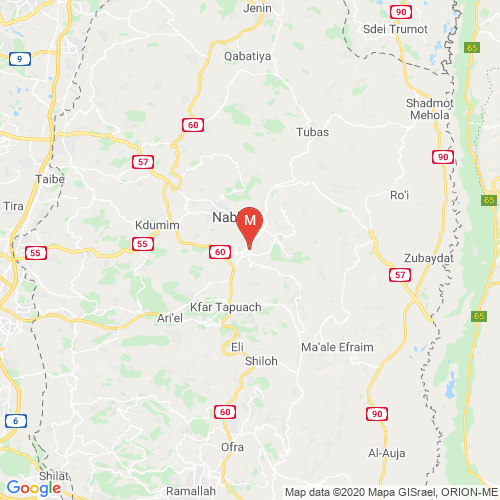 Jenin
90
Sdei Trumot
9
Qabatiya
65
Shadmot
Mehola
60
Tubas
57
90
Taibe
Ro'i
65
Tira
Nab
M
Kdumim
55
55
60
Zubaydat
57
Kfar Tapuach
Ari'el
65
Eli
Ma'ale Efraim
Shiloh
60
90
6
Ofra
Al-Auja
Shilat
Google
Ramallah
Map data ©2020 Mapa GISrael, ORION-ME